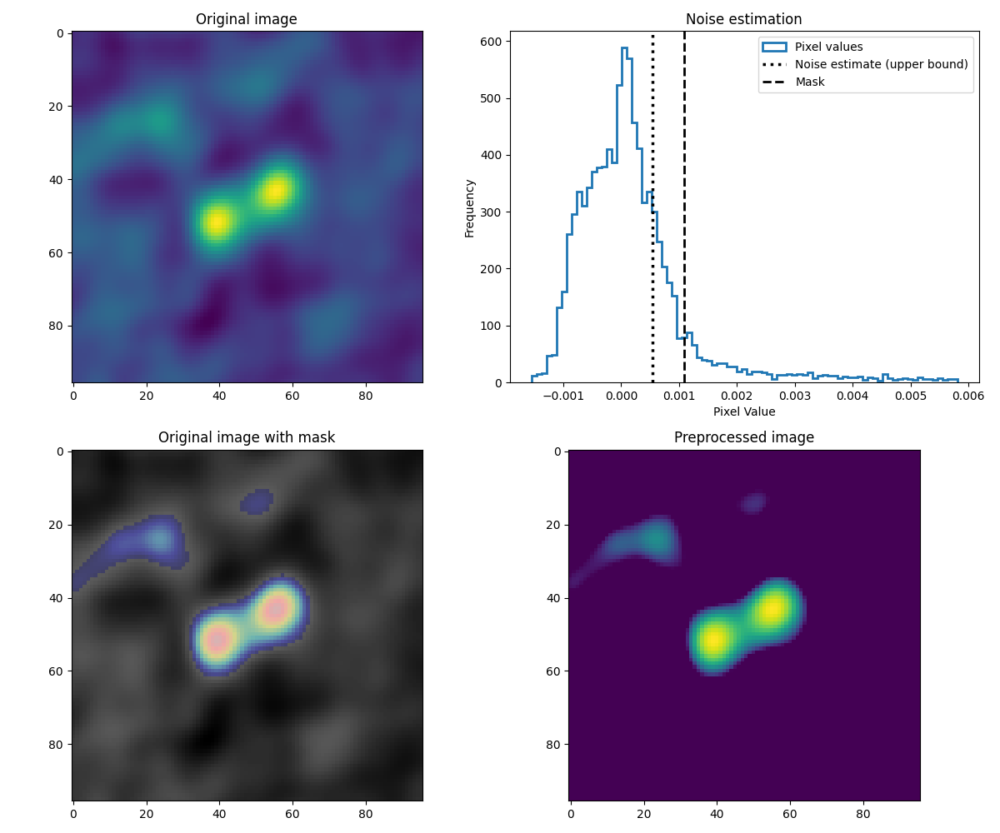 Original image
0
20
40
60
80
0 20 40 60 80
Noise estimation
Frequency
0
100
200
300
400
500
600
−0.001 0.000 0.001 0.002 0.003 0.004 0.005 0.006
Pixel Value
Pixel values
Noise estimate (upper bound)
Mask
Original image with mask
0
20
40
60
80
0 20 40 60 80
Preprocessed image
0
20
40
60
80
0 20 40 60 80